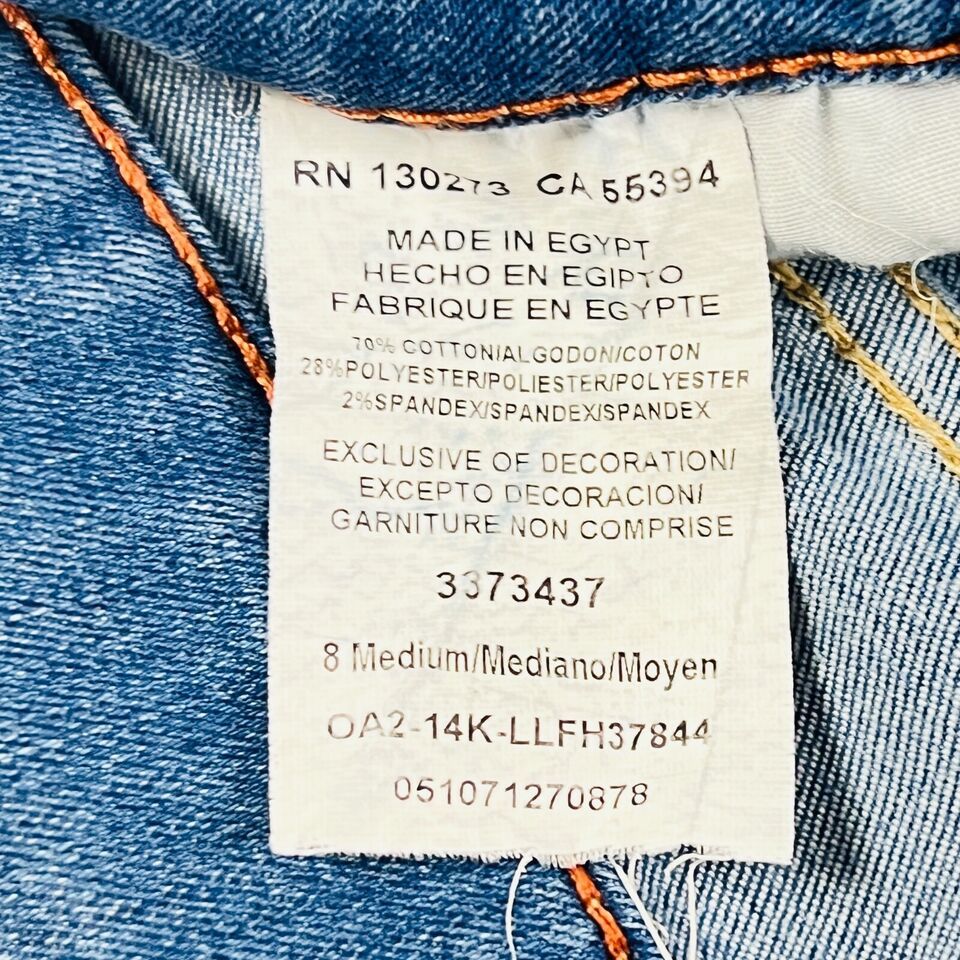 RN 130273 CA 55394
MADE IN EGYPT
HECHO EN EGIPTO
FABRIQUE EN EGYPTE
70% COTTON/ALGODON/COTON
28%POLYESTER/POLIESTER/POLYESTER
2%SPANDEX/SPANDEX/SPANDEX
EXCLUSIVE OF DECORATION/
EXCEPTO DECORACION/
GARNITURE NON COMPRISE
3373437
8 Medium/Mediano/Moyen
OA2-14K-LLFH37844
051071270878